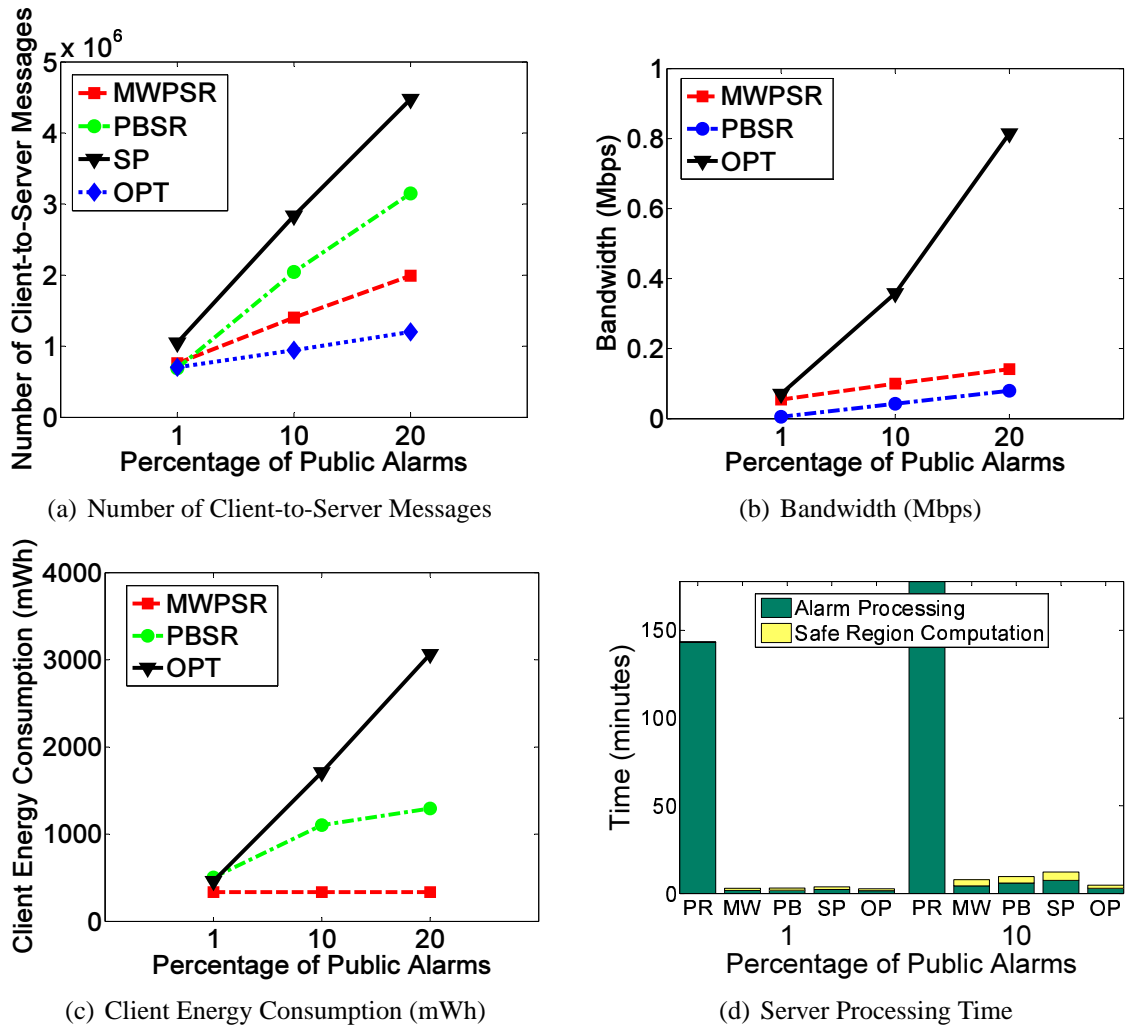 5 x 10^6
4
3
2
1
0
Number of Client-to-Server Messages
MWPSR
PBSR
SP
OPT
1 10 20
Percentage of Public Alarms
(a) Number of Client-to-Server Messages
1
0.8
0.6
0.4
0.2
0
Bandwidth (Mbps)
MWPSR
PBSR
OPT
1 10 20
Percentage of Public Alarms
(b) Bandwidth (Mbps)
4000
3000
2000
1000
0
Client Energy Consumption (mWh)
MWPSR
PBSR
OPT
1 10 20
Percentage of Public Alarms
(c) Client Energy Consumption (mWh)
150
100
50
0
Time (minutes)
Alarm Processing
Safe Region Computation
PR MW PB SP OP PR MW PB SP OP
1 10
Percentage of Public Alarms
(d) Server Processing Time